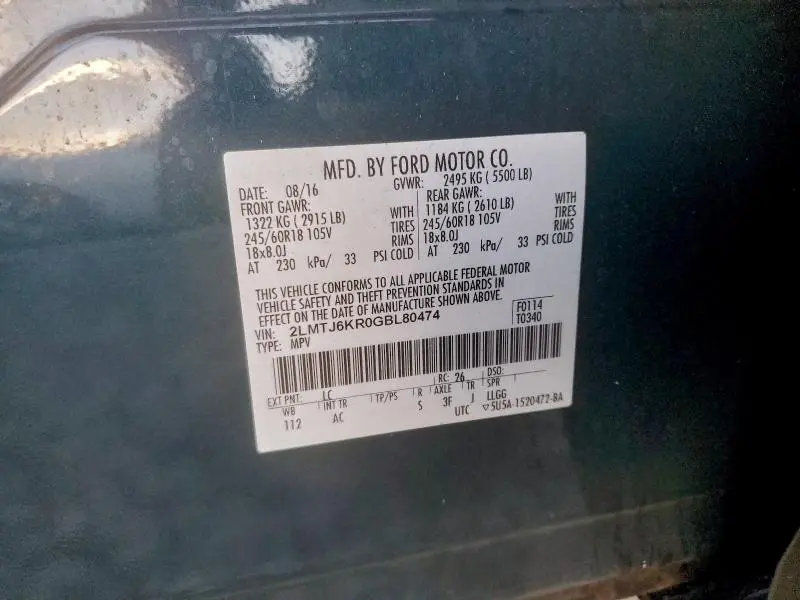 MFD. BY FORD MOTOR CO.
DATE: 08/16 GVWR: 2495 KG ( 5500 LB)
FRONT GAWR: REAR GAWR:
1322 KG ( 2915 LB) WITH 1184 KG ( 2610 LB) WITH
245/60R18 105V TIRES 245/60R18 105V TIRES
18x8.0J RIMS 18x8.0J RIMS
AT 230 kPa/ 33 PSI COLD AT 230 kPa/ 33 PSI COLD
THIS VEHICLE CONFORMS TO ALL APPLICABLE FEDERAL MOTOR
VEHICLE SAFETY AND THEFT PREVENTION STANDARDS IN
EFFECT ON THE DATE OF MANUFACTURE SHOWN ABOVE.
VIN: 2LMTJ6KR0GBL80474 F0114
TYPE: MPV T0340
EXT PNT: LC RC: 26 DSO:
WB INT TR TP/PS R AXLE TR SPR
112 AC S 3F J LLGG
UTC ▽5U5A-1520472-BA